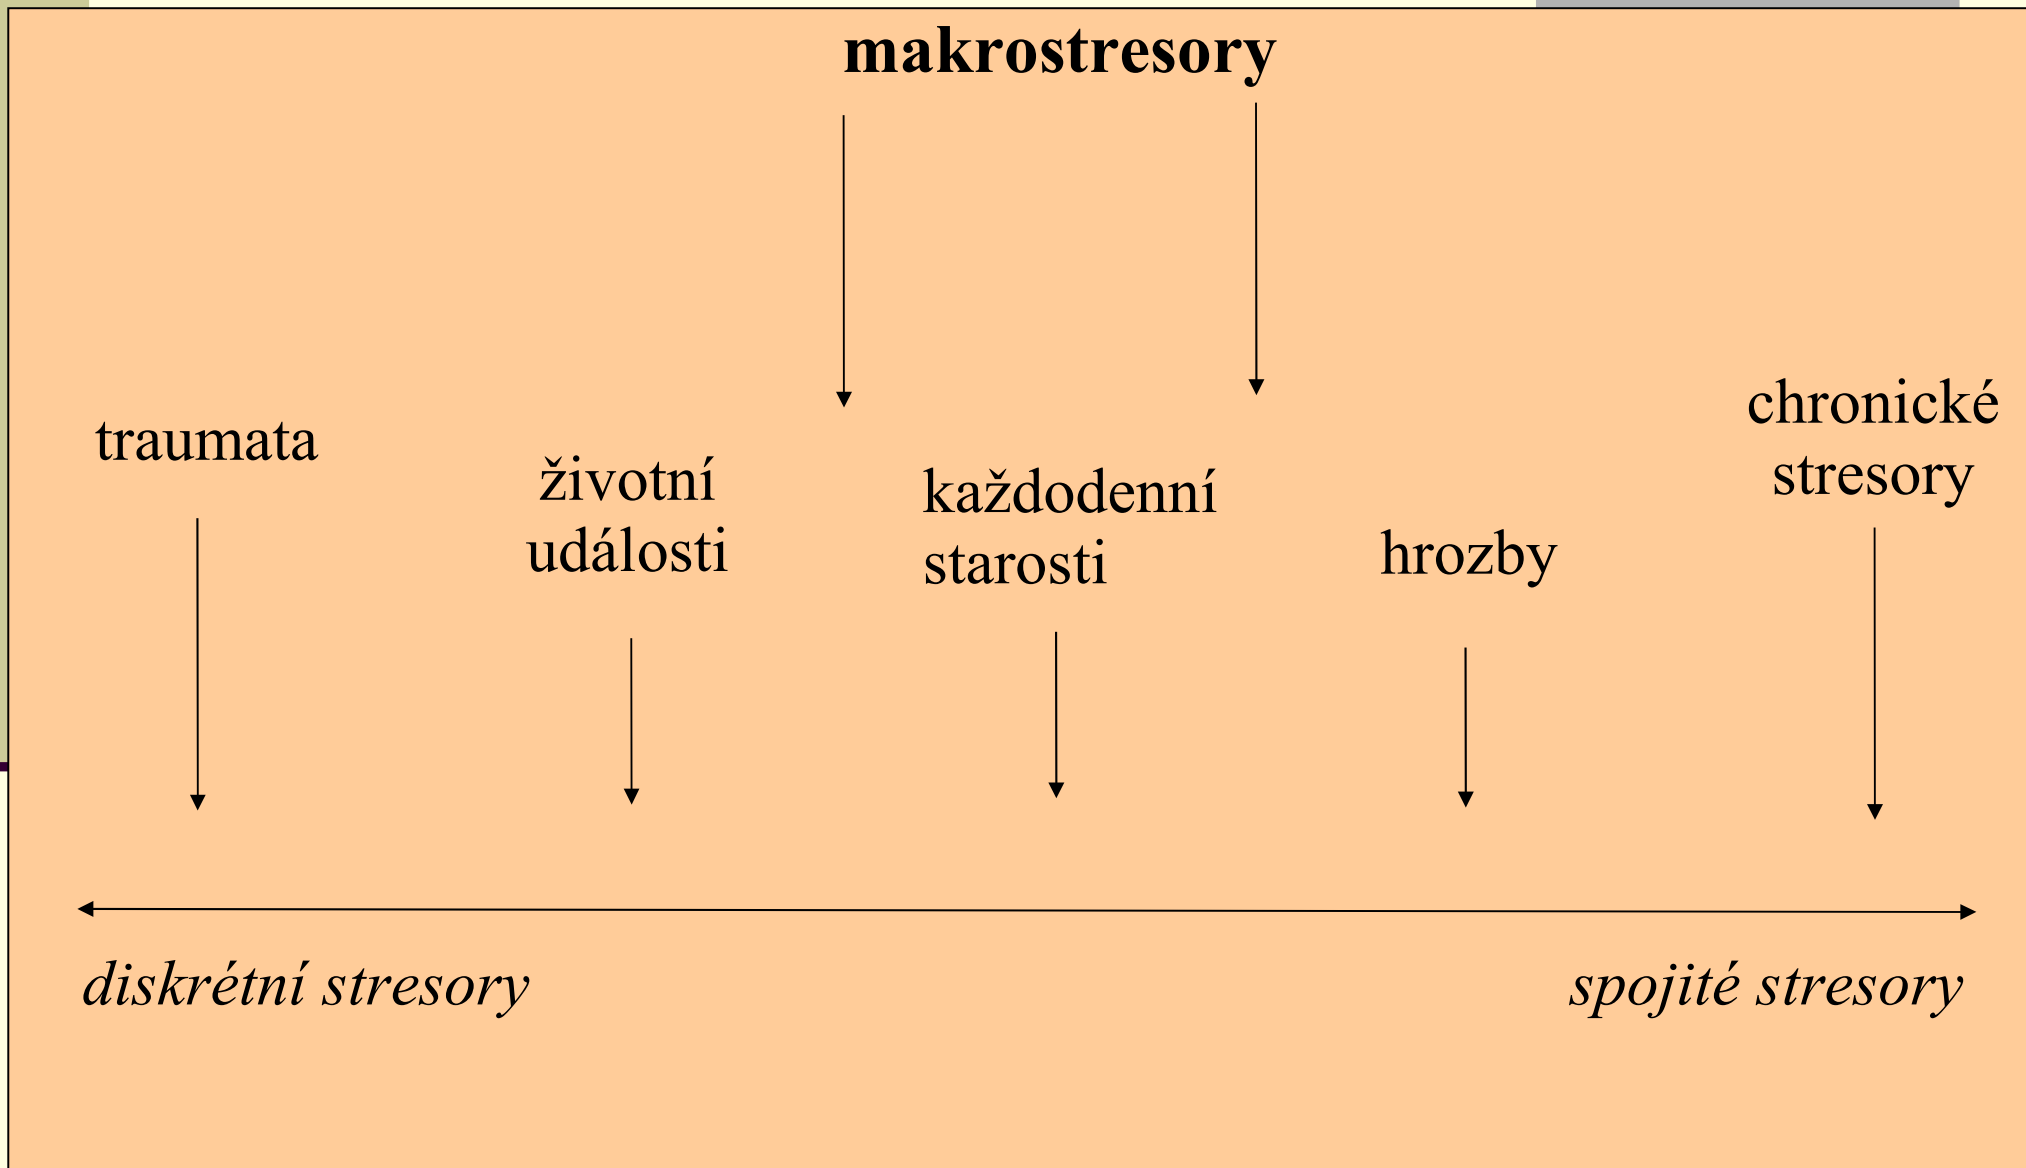 makrostresory
traumata
životní
události
každodenní
starosti
hrozby
chronické
stresory
diskrétní stresory
spojité stresory